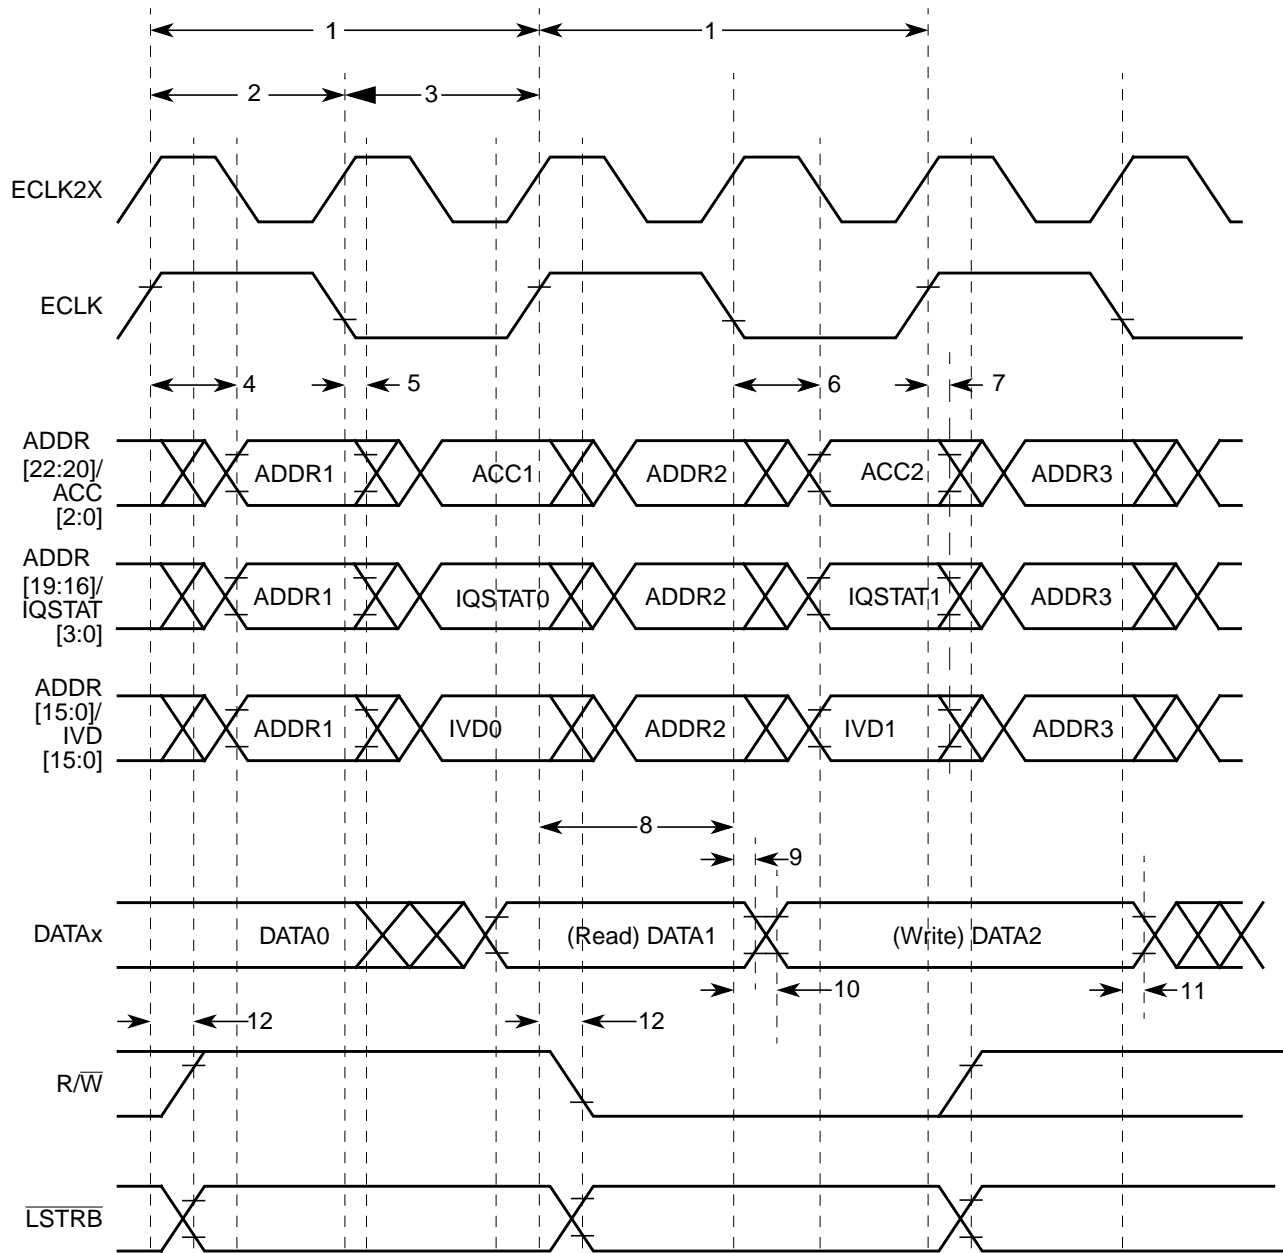 1 1
2 3
ECLK2X
ECLK
4 5 6 7
ADDR
[22:20]/
ACC
[2:0]
ADDR1 ACC1 ADDR2 ACC2 ADDR3
ADDR
[19:16]/
IQSTAT
[3:0]
ADDR1 IQSTAT0 ADDR2 IQSTAT1 ADDR3
ADDR
[15:0]/
IVD
[15:0]
ADDR1 IVD0 ADDR2 IVD1 ADDR3
8
9
DATAx
DATA0 (Read) DATA1 (Write) DATA2
10 11
12 12
R/W̅
L̅S̅T̅R̅B̅